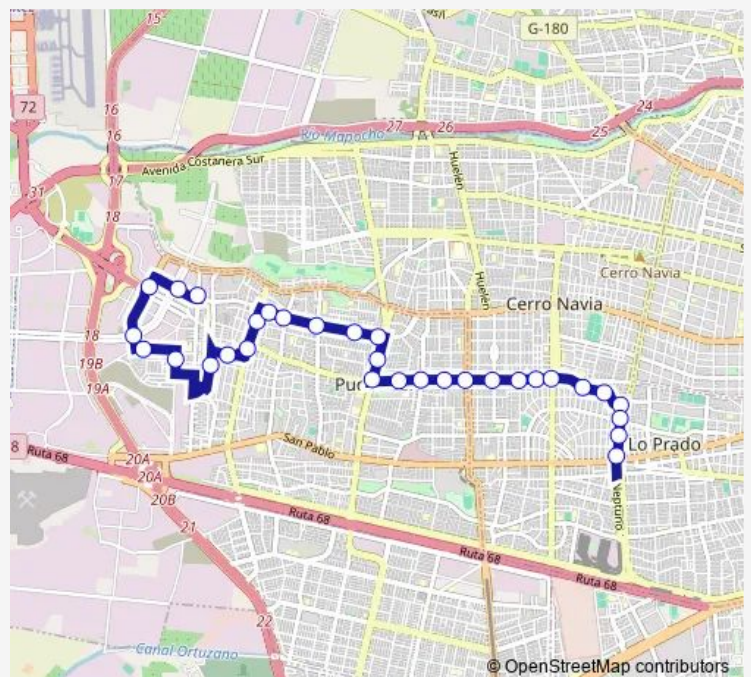 15
G-180
72
16
24
27
26
Río Mapocho
25
16
Avenida Costanera Sur
Huelén
17
31
18
Cerro Navia
Huelén
Cerro Navia
18
19B
19A
Pud
San Pablo
Lo Prado
8
Ruta 68
20A
20A
20B
Neptuno
Ruta 68
21
Ruta 68
Ruta 68
22
Canal Ortuzano
© OpenStreetMap contributors